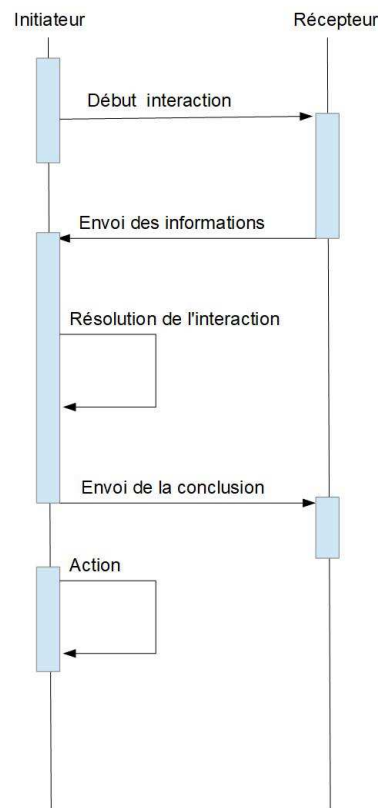 Initiateur
Récepteur
Début interaction
Envoi des informations
Résolution de l'interaction
Envoi de la conclusion
Action